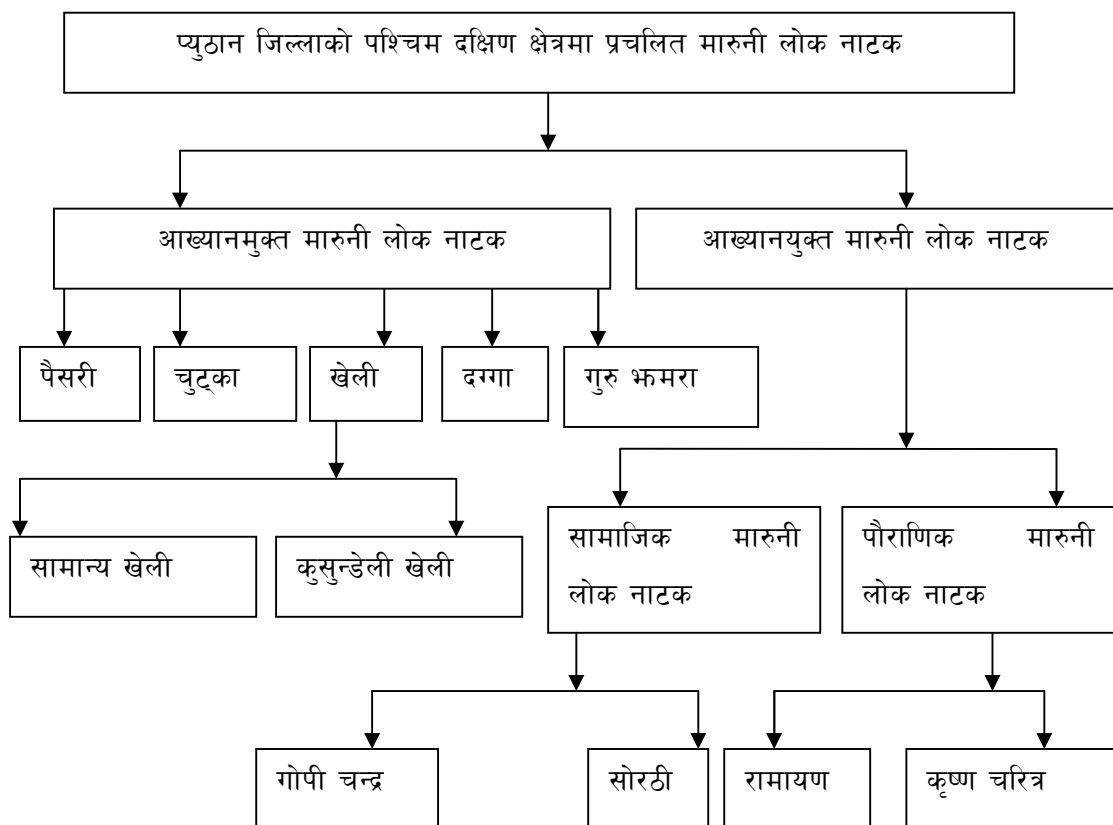 प्युठान जिल्लाको पश्चिम दक्षिण क्षेत्रमा प्रचलित मारुनी लोक नाटक
आख्यानमुक्त मारुनी लोक नाटक
आख्यानयुक्त मारुनी लोक नाटक
पैसरी
चुट्का
खेली
दग्गा
गुरु झमरा
सामान्य खेली
कुसुन्डेली खेली
सामाजिक मारुनी
लोक नाटक
पौराणिक मारुनी
लोक नाटक
गोपी चन्द्र
सोरठी
रामायण
कृष्ण चरित्र